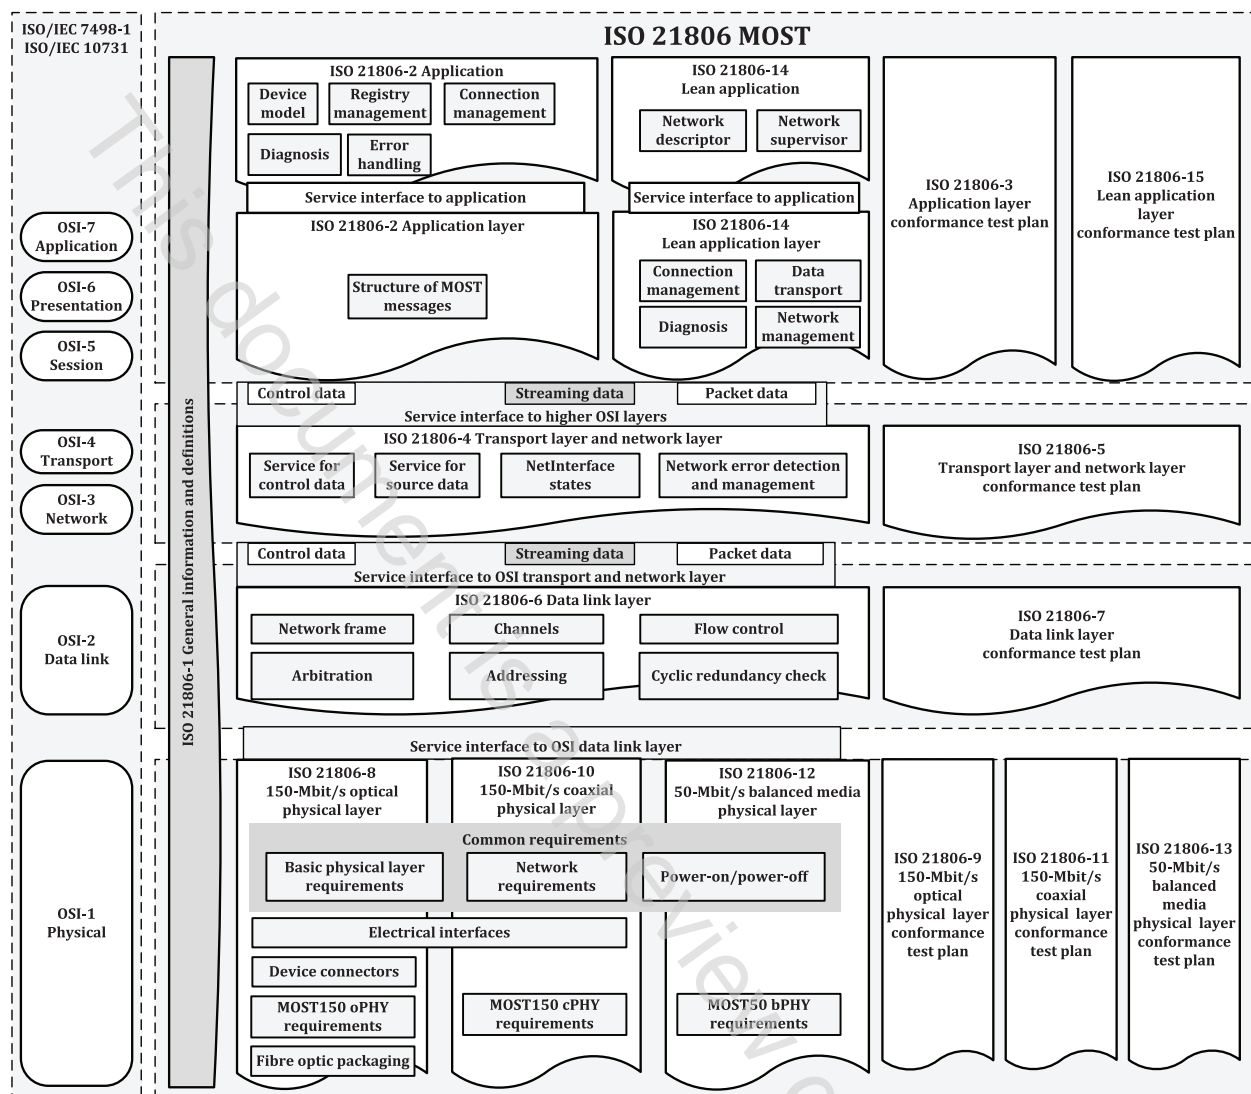 ISO/IEC 7498-1
ISO/IEC 10731
ISO 21806 MOST
ISO 21806-1 General information and definitions
ISO 21806-2 Application
Device
model
Registry
management
Connection
management
Diagnosis
Error
handling
ISO 21806-14
Lean application
Network
descriptor
Network
supervisor
Service interface to application
Service interface to application
OSI-7
Application
OSI-6
Presentation
OSI-5
Session
ISO 21806-2 Application layer
Structure of MOST
messages
ISO 21806-14
Lean application layer
Connection
management
Data
transport
Diagnosis
Network
management
ISO 21806-3
Application layer
conformance test plan
ISO 21806-15
Lean application
layer
conformance test plan
Control data
Streaming data
Packet data
Service interface to higher OSI layers
OSI-4
Transport
OSI-3
Network
ISO 21806-4 Transport layer and network layer
Service for
control data
Service for
source data
NetInterface
states
Network error detection
and management
ISO 21806-5
Transport layer and network layer
conformance test plan
Control data
Streaming data
Packet data
Service interface to OSI transport and network layer
OSI-2
Data link
ISO 21806-6 Data link layer
Network frame
Channels
Flow control
Arbitration
Addressing
Cyclic redundancy check
ISO 21806-7
Data link layer
conformance test plan
Service interface to OSI data link layer
OSI-1
Physical
ISO 21806-8
150-Mbit/s optical
physical layer
ISO 21806-10
150-Mbit/s coaxial
physical layer
ISO 21806-12
50-Mbit/s balanced media
physical layer
Common requirements
Basic physical layer
requirements
Network
requirements
Power-on/power-off
Electrical interfaces
Device connectors
MOST150 oPHY
requirements
Fibre optic packaging
MOST150 cPHY
requirements
MOST50 bPHY
requirements
ISO 21806-9
150-Mbit/s
optical
physical layer
conformance
test plan
ISO 21806-11
150-Mbit/s
coaxial
physical layer
conformance
test plan
ISO 21806-13
50-Mbit/s
balanced
media
physical layer
conformance
test plan
This document is a preview